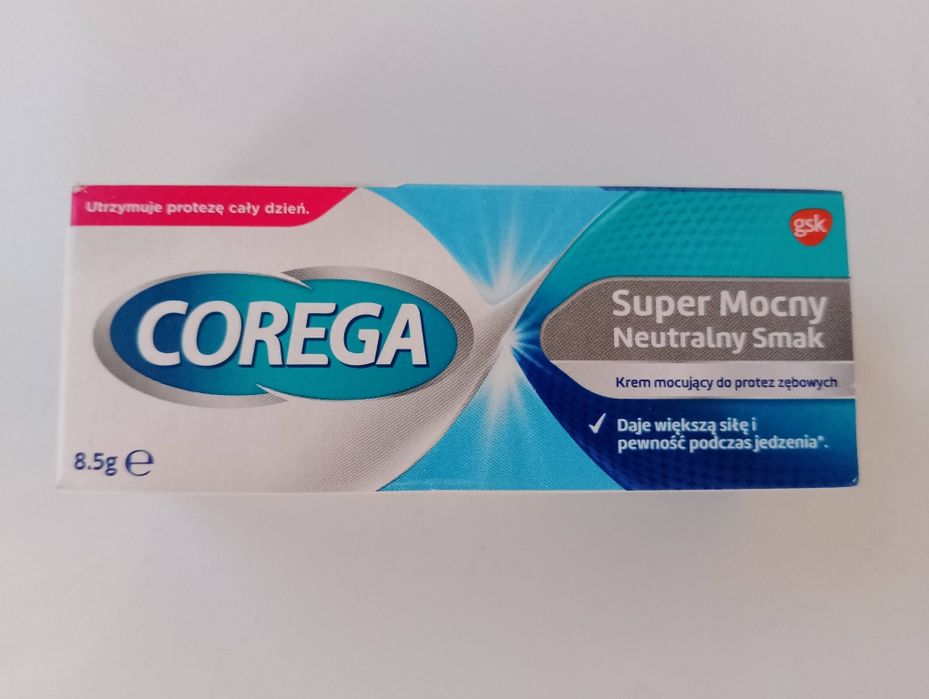 Utrzymuje protezę cały dzień.
gsk
COREGA
Super Mocny
Neutralny Smak
Krem mocujący do protez zębowych
✓ Daje większą siłę i
pewność podczas jedzenia*.
8.5g ℮